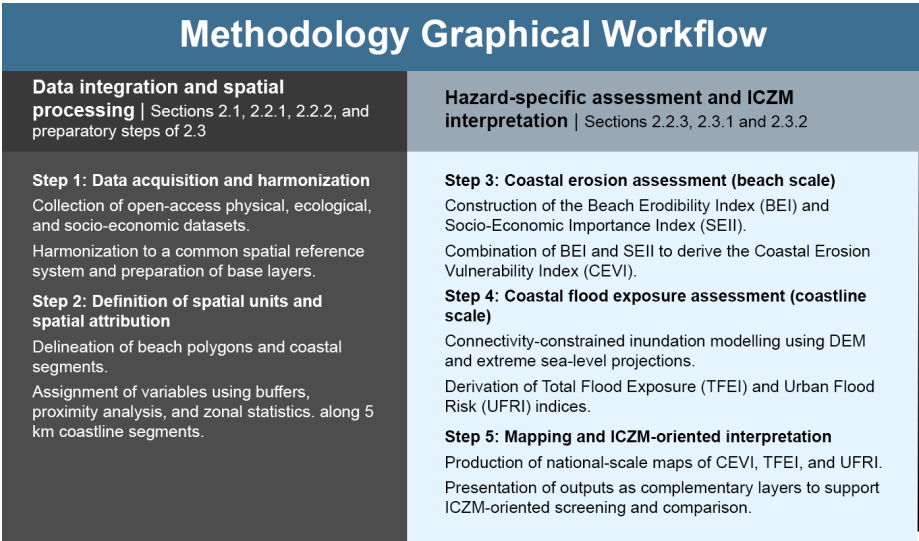 Methodology Graphical Workflow
Data integration and spatial
processing | Sections 2.1, 2.2.1, 2.2.2, and
preparatory steps of 2.3
Step 1: Data acquisition and harmonization
Collection of open-access physical, ecological,
and socio-economic datasets.
Harmonization to a common spatial reference
system and preparation of base layers.
Step 2: Definition of spatial units and
spatial attribution
Delineation of beach polygons and coastal
segments.
Assignment of variables using buffers,
proximity analysis, and zonal statistics. along 5
km coastline segments.
Hazard-specific assessment and ICZM
interpretation | Sections 2.2.3, 2.3.1 and 2.3.2
Step 3: Coastal erosion assessment (beach scale)
Construction of the Beach Erodibility Index (BEI) and
Socio-Economic Importance Index (SEII).
Combination of BEI and SEII to derive the Coastal Erosion
Vulnerability Index (CEVI).
Step 4: Coastal flood exposure assessment (coastline
scale)
Connectivity-constrained inundation modelling using DEM
and extreme sea-level projections.
Derivation of Total Flood Exposure (TFEI) and Urban Flood
Risk (UFRI) indices.
Step 5: Mapping and ICZM-oriented interpretation
Production of national-scale maps of CEVI, TFEI, and UFRI.
Presentation of outputs as complementary layers to support
ICZM-oriented screening and comparison.